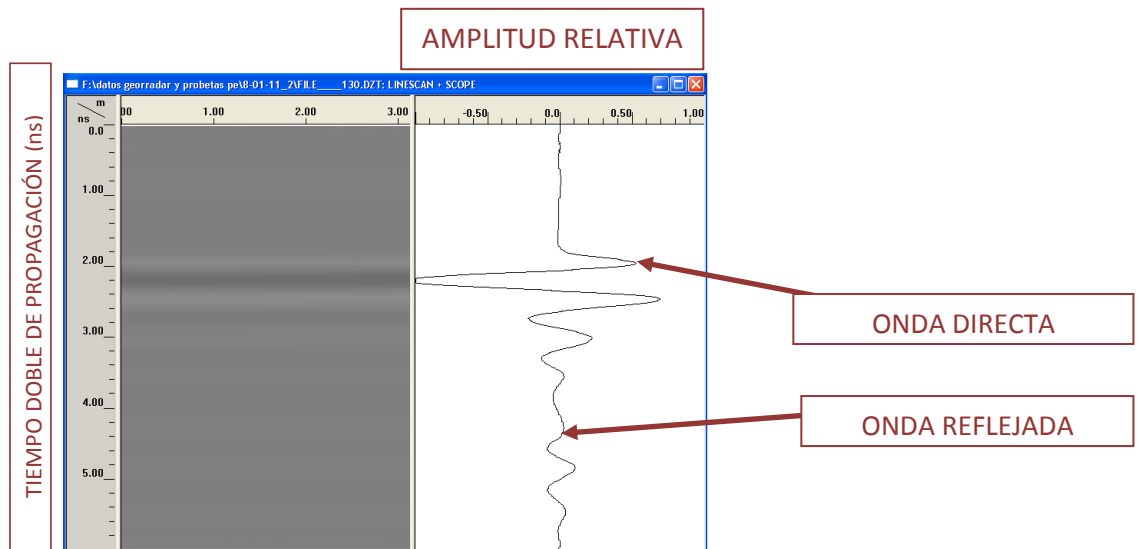 AMPLITUD RELATIVA
TIEMPO DOBLE DE PROPAGACIÓN (ns)
F:\datos georradar y probetas pe\8-01-11_2\FILE____130.DZT: LINESCAN + SCOPE
m
ns
00 1.00 2.00 3.00
-0.50 0.0 0.50 1.00
0.0
1.00
2.00
3.00
4.00
5.00
ONDA DIRECTA
ONDA REFLEJADA